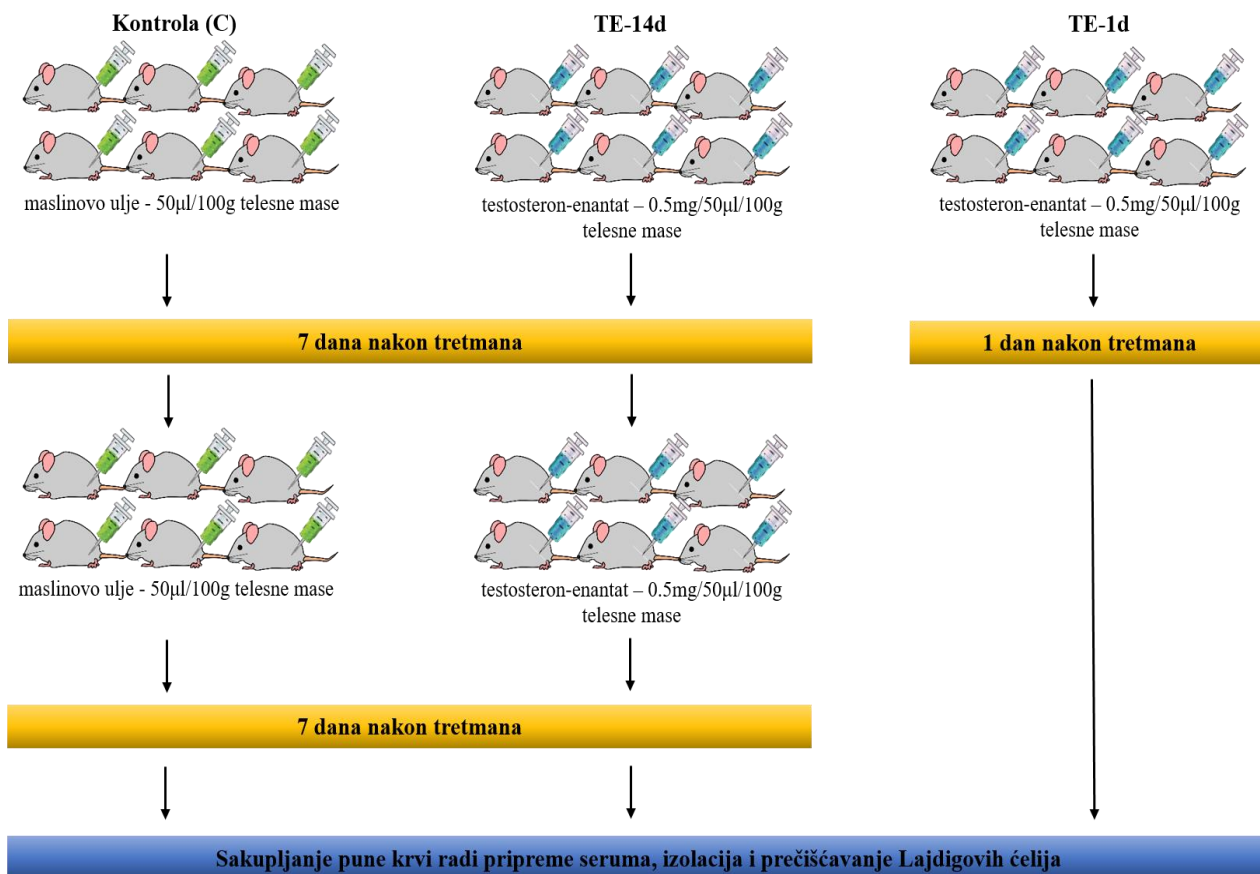 Kontrola (C)
TE-14d
TE-1d
maslinovo ulje - 50µl/100g telesne mase
testosteron-enantat – 0.5mg/50µl/100g
telesne mase
testosteron-enantat – 0.5mg/50µl/100g
telesne mase
7 dana nakon tretmana
1 dan nakon tretmana
maslinovo ulje - 50µl/100g telesne mase
testosteron-enantat – 0.5mg/50µl/100g
telesne mase
7 dana nakon tretmana
Sakupljanje pune krvi radi pripreme seruma, izolacija i prečišćavanje Lajdigovih ćelija